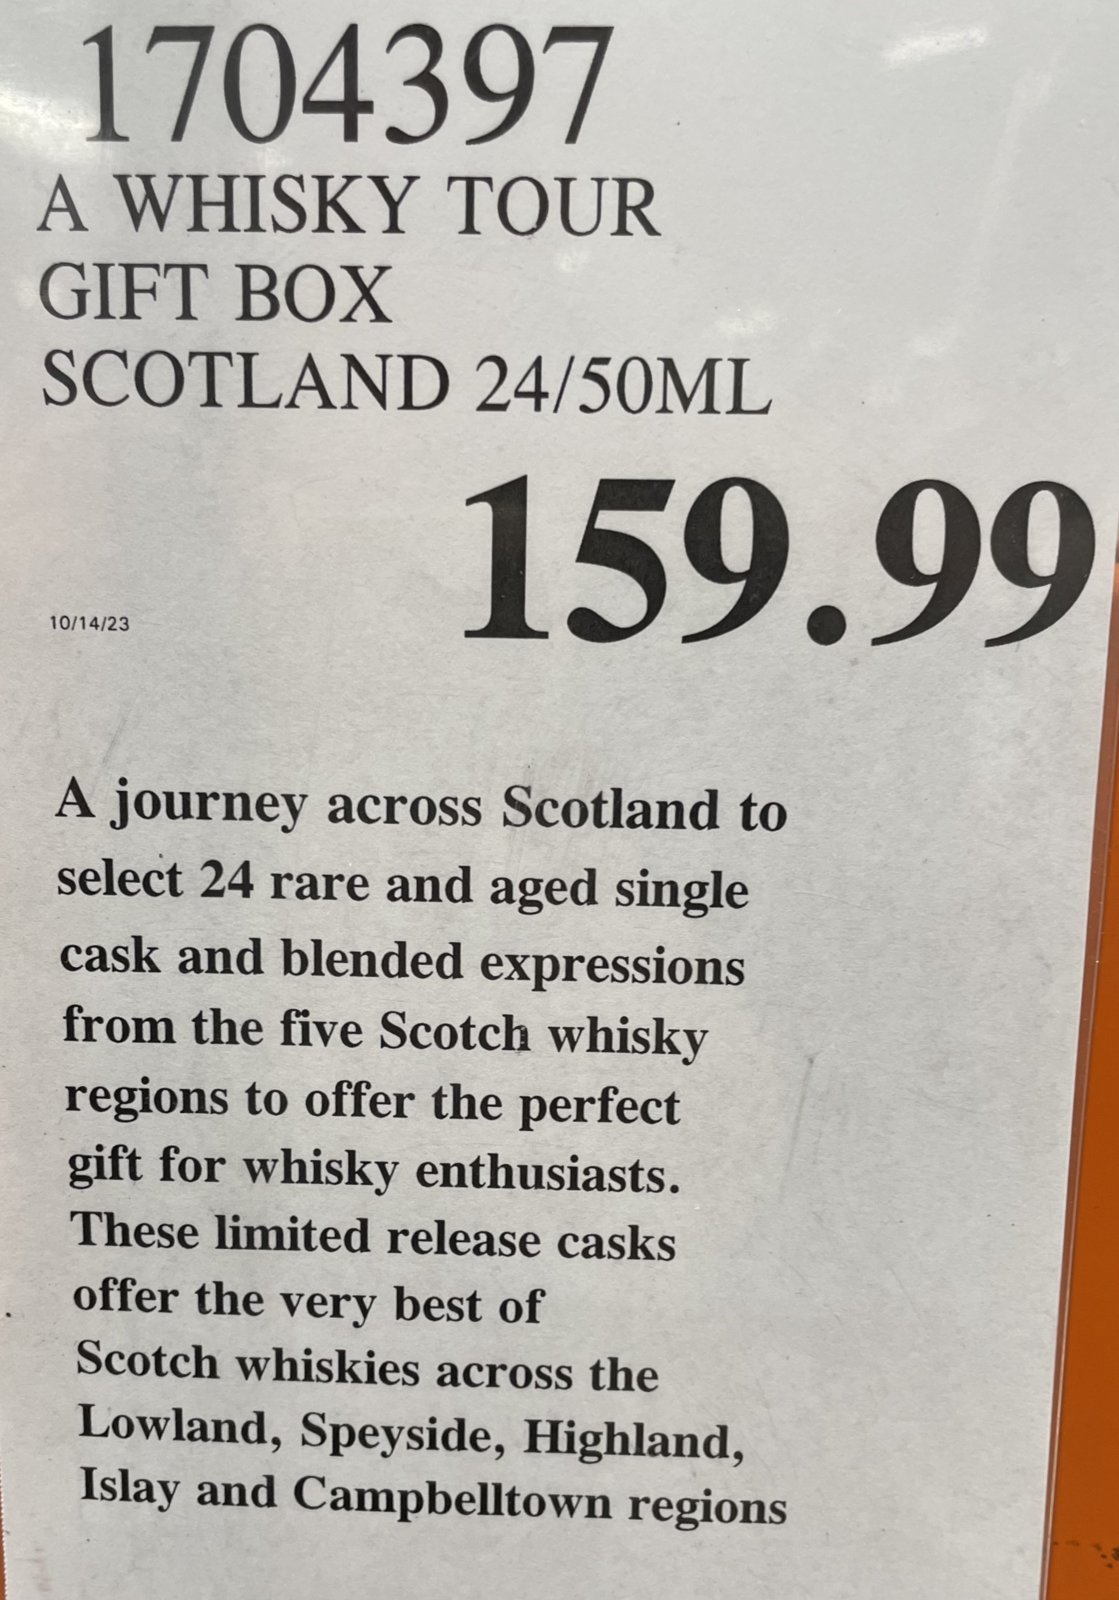 1704397
A WHISKY TOUR
GIFT BOX
SCOTLAND 24/50ML
159.99
10/14/23
A journey across Scotland to
select 24 rare and aged single
cask and blended expressions
from the five Scotch whisky
regions to offer the perfect
gift for whisky enthusiasts.
These limited release casks
offer the very best of
Scotch whiskies across the
Lowland, Speyside, Highland,
Islay and Campbelltown regions